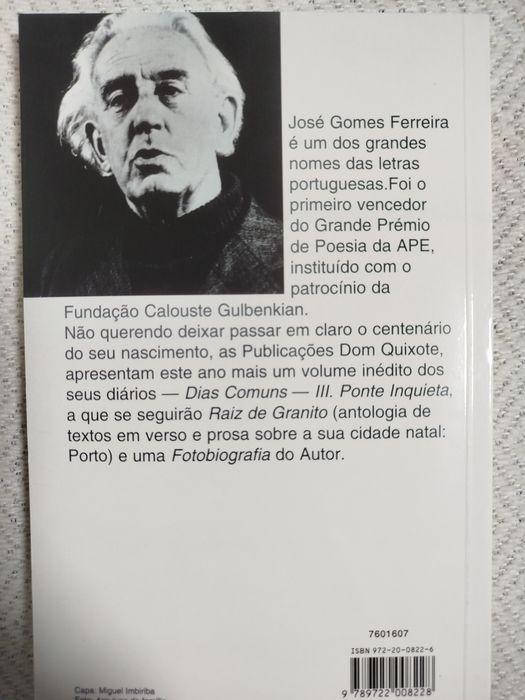 José Gomes Ferreira
é um dos grandes
nomes das letras
portuguesas.Foi o
primeiro vencedor
do Grande Prémio
de Poesia da APE,
instituído com o
patrocínio da
Fundação Calouste Gulbenkian.
Não querendo deixar passar em claro o centenário
do seu nascimento, as Publicações Dom Quixote,
apresentam este ano mais um volume inédito dos
seus diários — Dias Comuns — III. Ponte Inquieta,
a que se seguirão Raiz de Granito (antologia de
textos em verso e prosa sobre a sua cidade natal:
Porto) e uma Fotobiografia do Autor.
7601607
ISBN 972-20-0822-6
9 789722 008228
Capa: Miguel Imbiriba